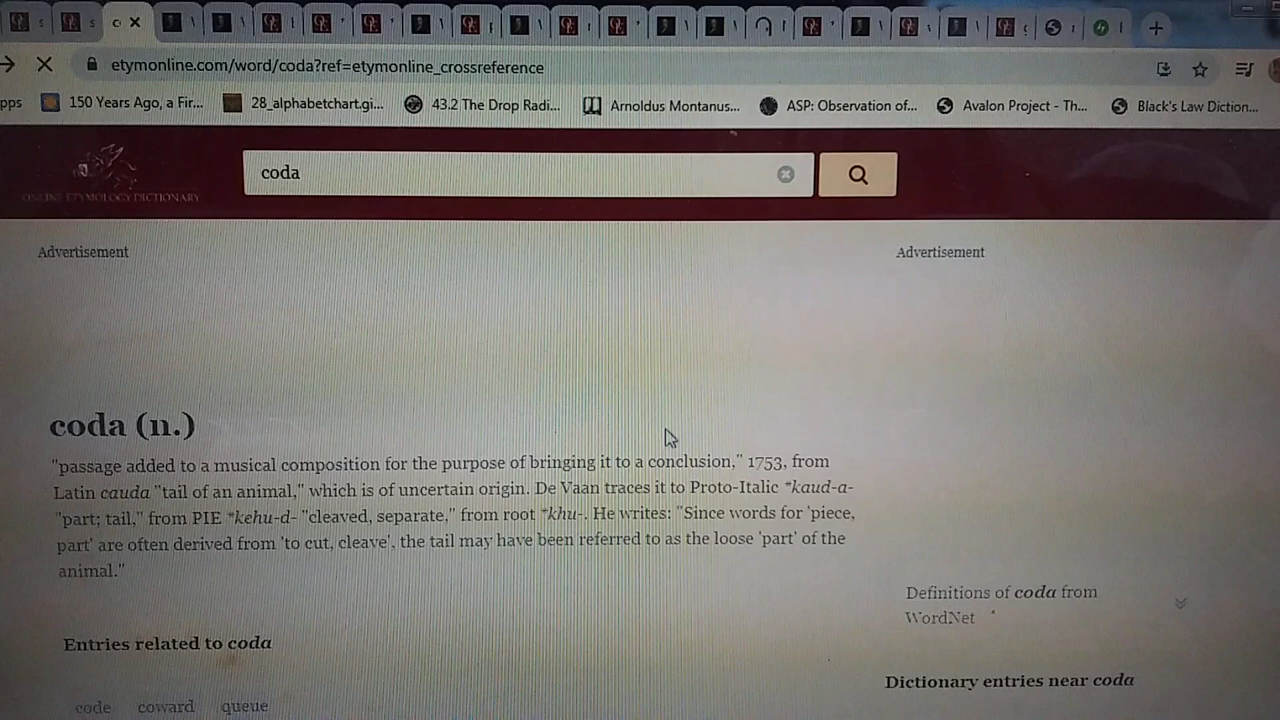 etymonline.com/word/coda?ref=etymonline_crossreference
pps 150 Years Ago, a Fir... 28_alphabetchart.gi... 43.2 The Drop Radi... Arnoldus Montanus... ASP: Observation of... Avalon Project - Th... Black's Law Diction...
coda
ONLINE ETYMOLOGY DICTIONARY
Advertisement Advertisement
coda (n.)
"passage added to a musical composition for the purpose of bringing it to a conclusion," 1753, from
Latin cauda "tail of an animal," which is of uncertain origin. De Vaan traces it to Proto-Italic *kaud-a-
"part; tail," from PIE *kehu-d- "cleaved, separate," from root *khu-. He writes: "Since words for 'piece,
part' are often derived from 'to cut, cleave', the tail may have been referred to as the loose 'part' of the
animal."
Definitions of coda from
WordNet
Entries related to coda
Dictionary entries near coda
code coward queue